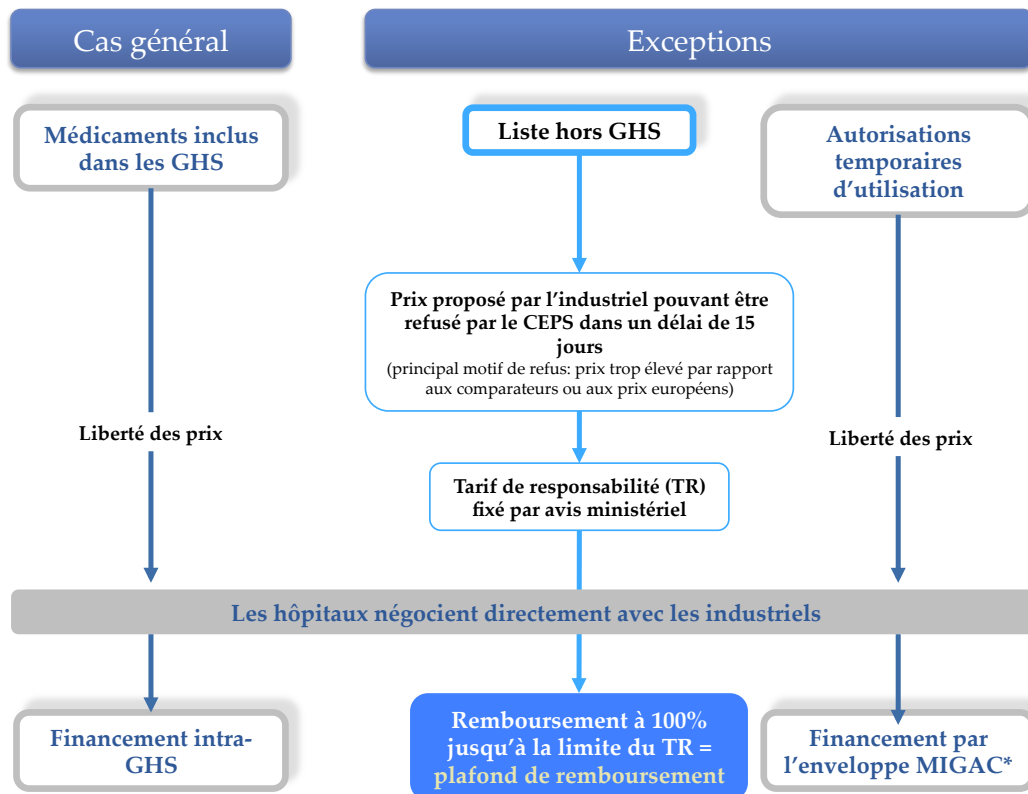 Cas général
Exceptions
Médicaments inclus
dans les GHS
Liste hors GHS
Autorisations
temporaires
d’utilisation
Prix proposé par l’industriel pouvant être
refusé par le CEPS dans un délai de 15
jours
(principal motif de refus: prix trop élevé par rapport
aux comparateurs ou aux prix européens)
Liberté des prix
Liberté des prix
Tarif de responsabilité (TR)
fixé par avis ministériel
Les hôpitaux négocient directement avec les industriels
Financement intra-
GHS
Remboursement à 100%
jusqu’à la limite du TR =
plafond de remboursement
Financement par
l’enveloppe MIGAC*